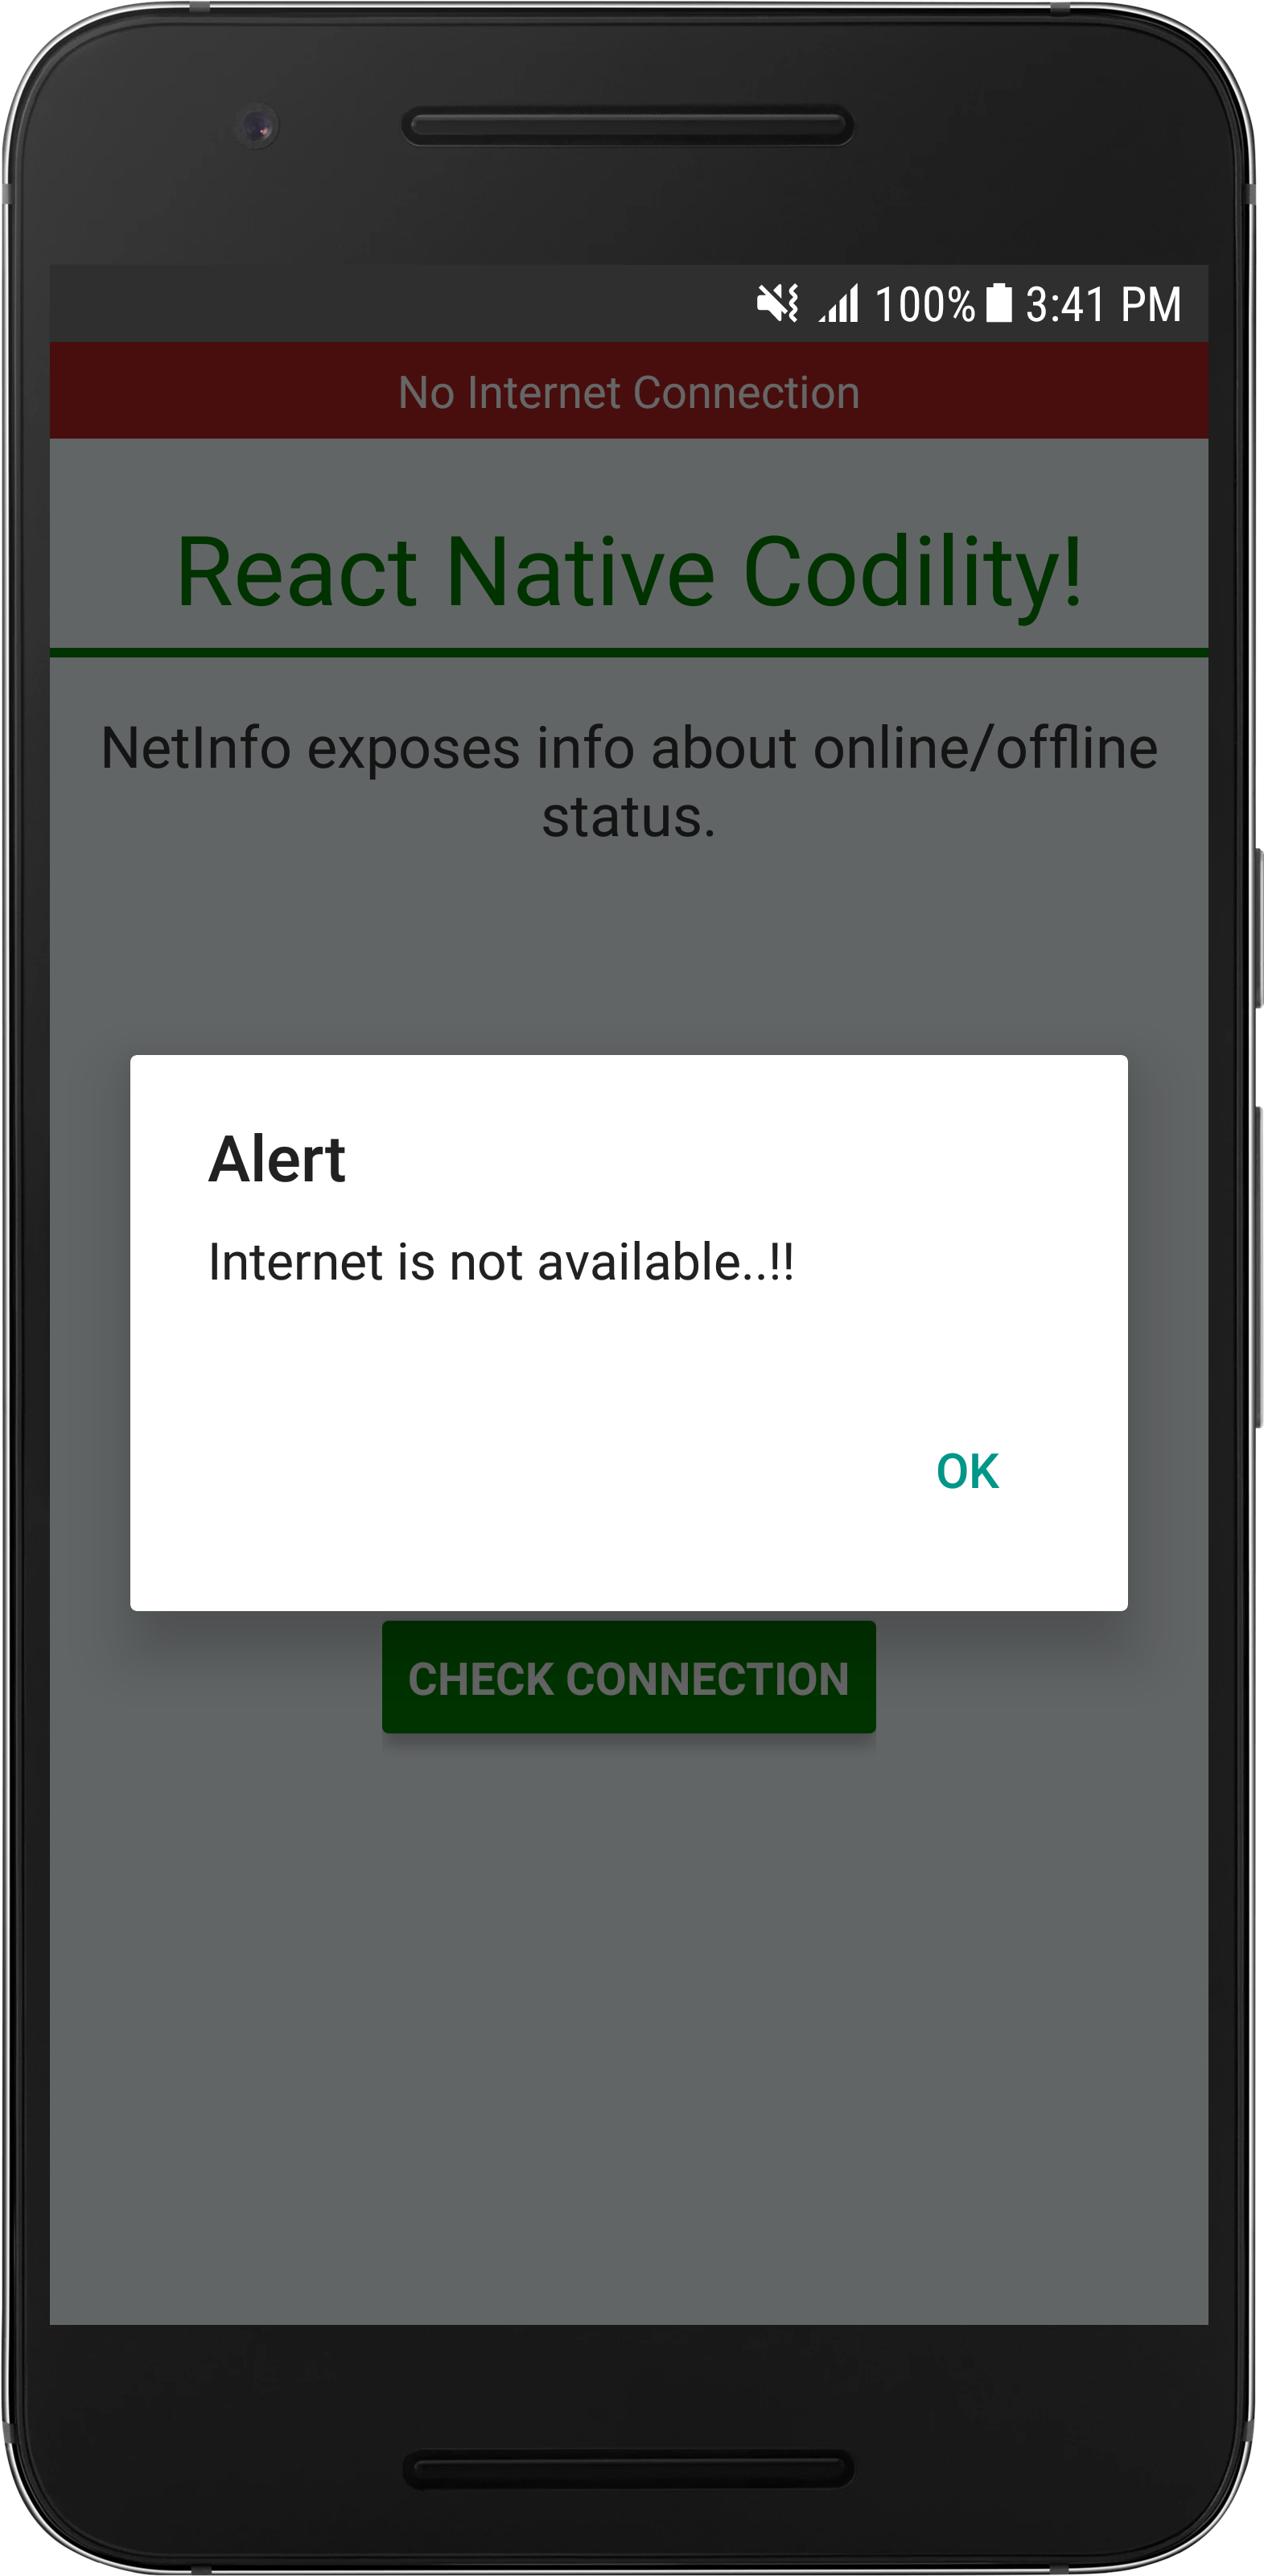 100% 3:41 PM
No Internet Connection
React Native Codility!
NetInfo exposes info about online/offline
status.
Alert
Internet is not available..!!
OK
CHECK CONNECTION